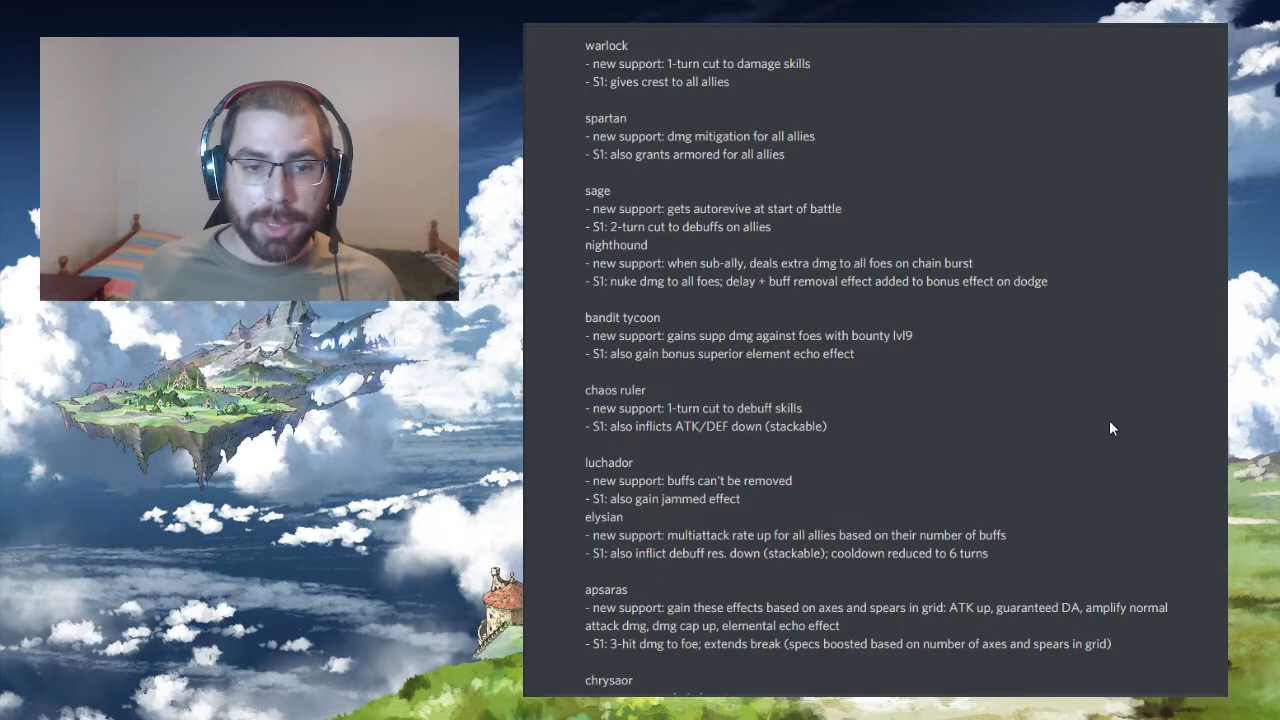 warlock
- new support: 1-turn cut to damage skills
- S1: gives crest to all allies
spartan
- new support: dmg mitigation for all allies
- S1: also grants armored for all allies
sage
- new support: gets autorevive at start of battle
- S1: 2-turn cut to debuffs on allies
nighthound
- new support: when sub-ally, deals extra dmg to all foes on chain burst
- S1: nuke dmg to all foes; delay + buff removal effect added to bonus effect on dodge
bandit tycoon
- new support: gains supp dmg against foes with bounty lvl9
- S1: also gain bonus superior element echo effect
chaos ruler
- new support: 1-turn cut to debuff skills
- S1: also inflicts ATK/DEF down (stackable)
luchador
- new support: buffs can't be removed
- S1: also gain jammed effect
elysian
- new support: multiattack rate up for all allies based on their number of buffs
- S1: also inflict debuff res. down (stackable); cooldown reduced to 6 turns
apsaras
- new support: gain these effects based on axes and spears in grid: ATK up, guaranteed DA, amplify normal
attack dmg, dmg cap up, elemental echo effect
- S1: 3-hit dmg to foe; extends break (specs boosted based on number of axes and spears in grid)
chrysaor